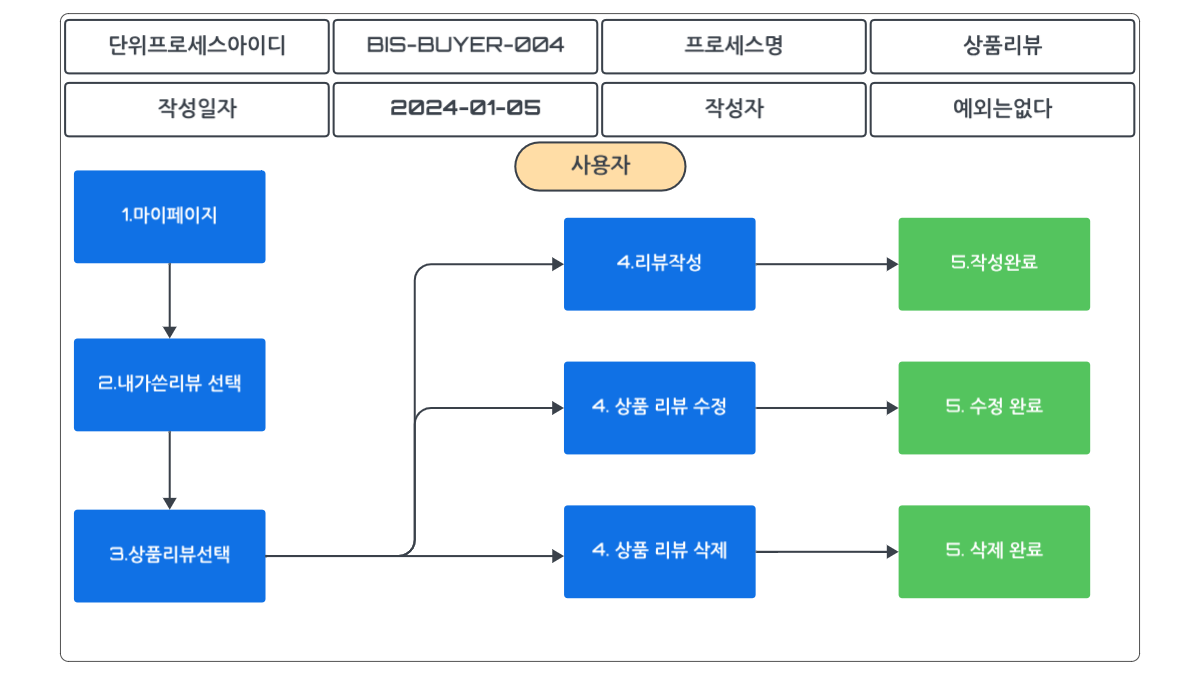 단위프로세스아이디
BIS-BUYER-004
프로세스명
상품리뷰
작성일자
2024-01-05
작성자
예외는없다
사용자
1.마이페이지
2.내가쓴리뷰 선택
3.상품리뷰선택
4.리뷰작성
5.작성완료
4. 상품 리뷰 수정
5. 수정 완료
4. 상품 리뷰 삭제
5. 삭제 완료